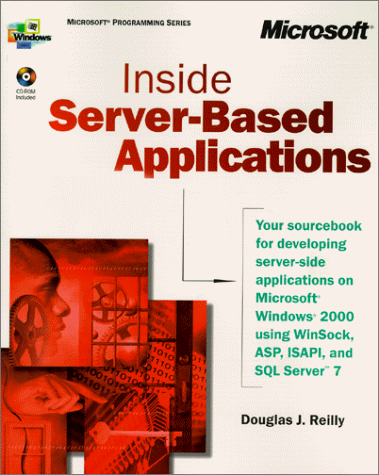 MICROSOFT® PROGRAMMING SERIES
Microsoft®
Windows
CD-ROM
Included
Inside
Server-Based
Applications
Your sourcebook
for developing
server-side
applications on
Microsoft®
Windows® 2000
using WinSock,
ASP, ISAPI, and
SQL Server™ 7
Douglas J. Reilly